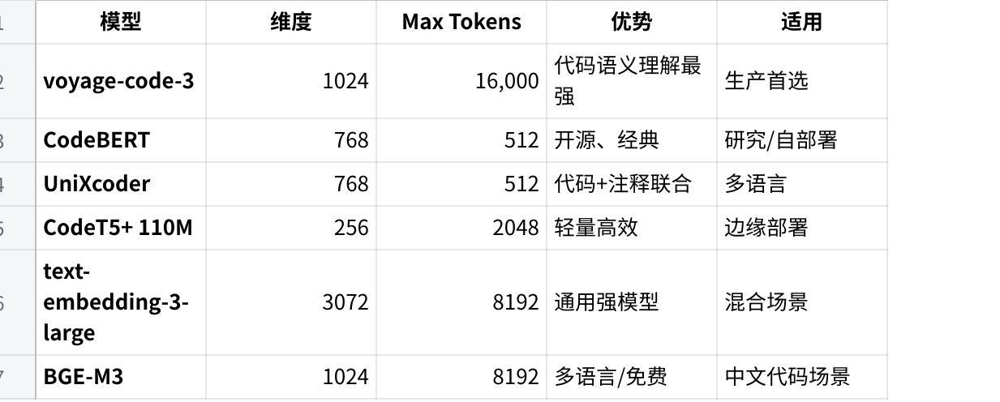 模型 维度 Max Tokens 优势 适用
voyage-code-3 1024 16,000 代码语义理解最强 生产首选
CodeBERT 768 512 开源、经典 研究/自部署
UniXcoder 768 512 代码+注释联合 多语言
CodeT5+ 110M 256 2048 轻量高效 边缘部署
text-embedding-3-large 3072 8192 通用强模型 混合场景
BGE-M3 1024 8192 多语言/免费 中文代码场景